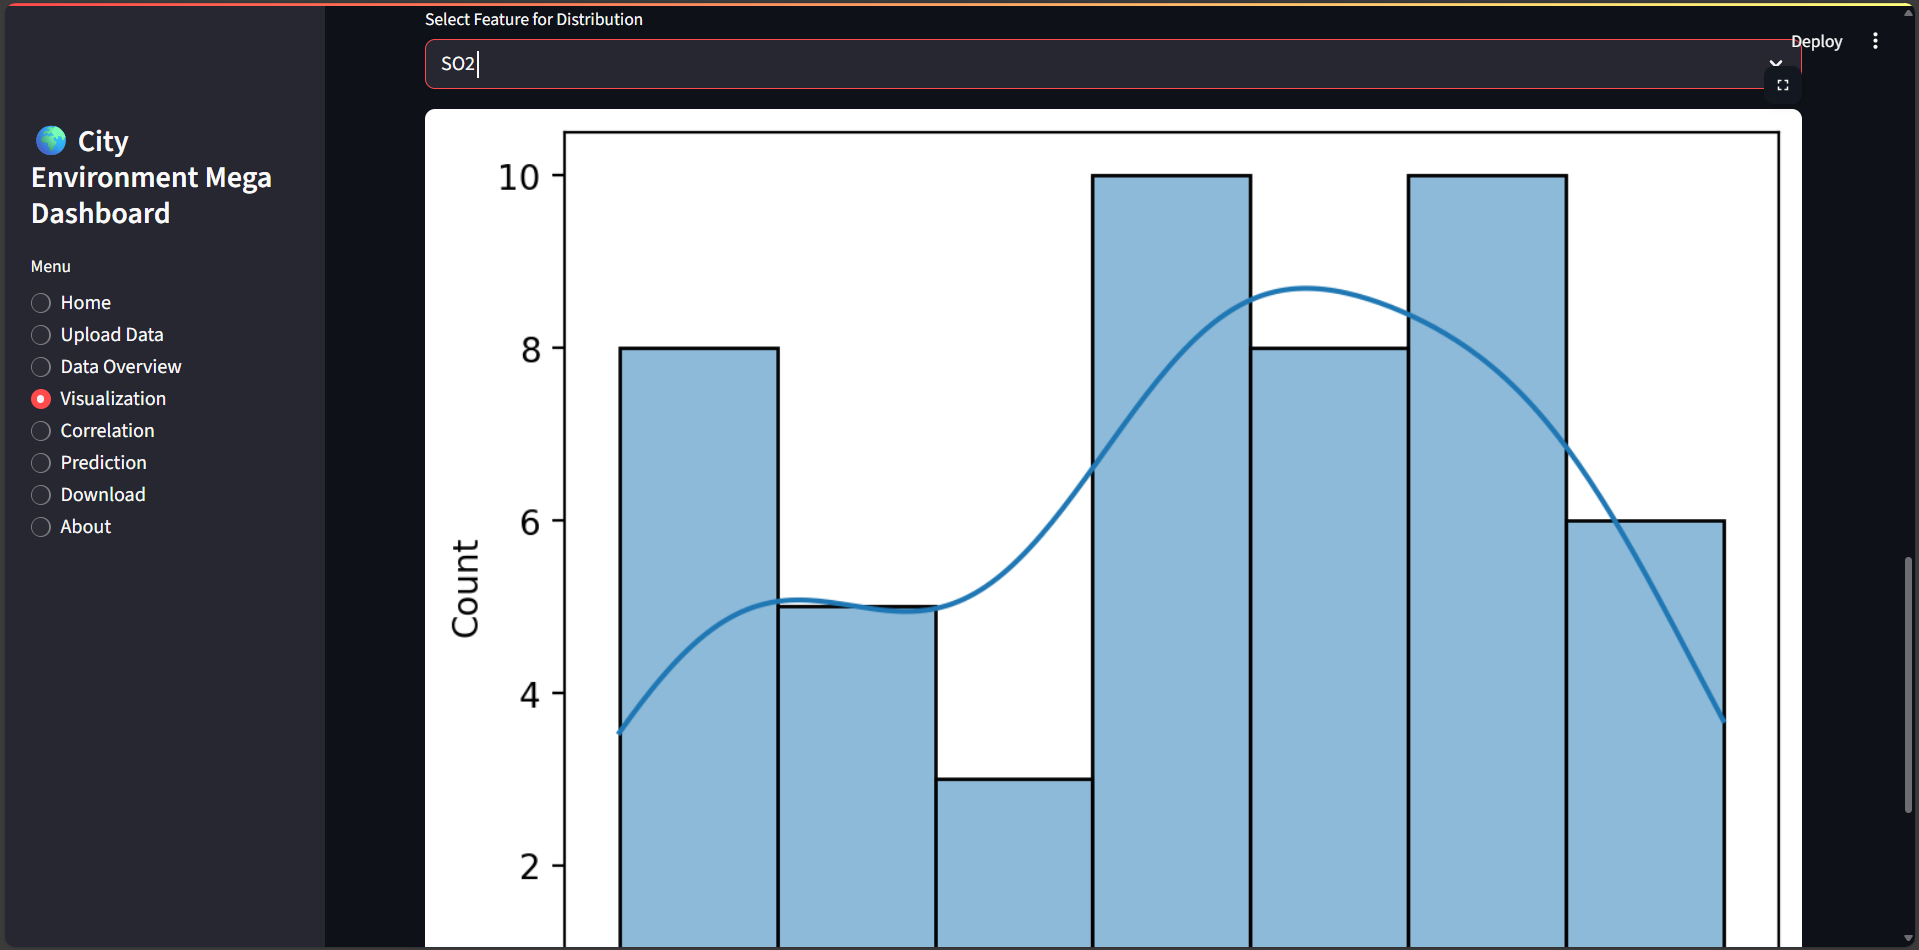 Select Feature for Distribution
SO2
Deploy
🌍 City
Environment Mega
Dashboard
Menu
Home
Upload Data
Data Overview
Visualization
Correlation
Prediction
Download
About
10
8
6
4
2
Count